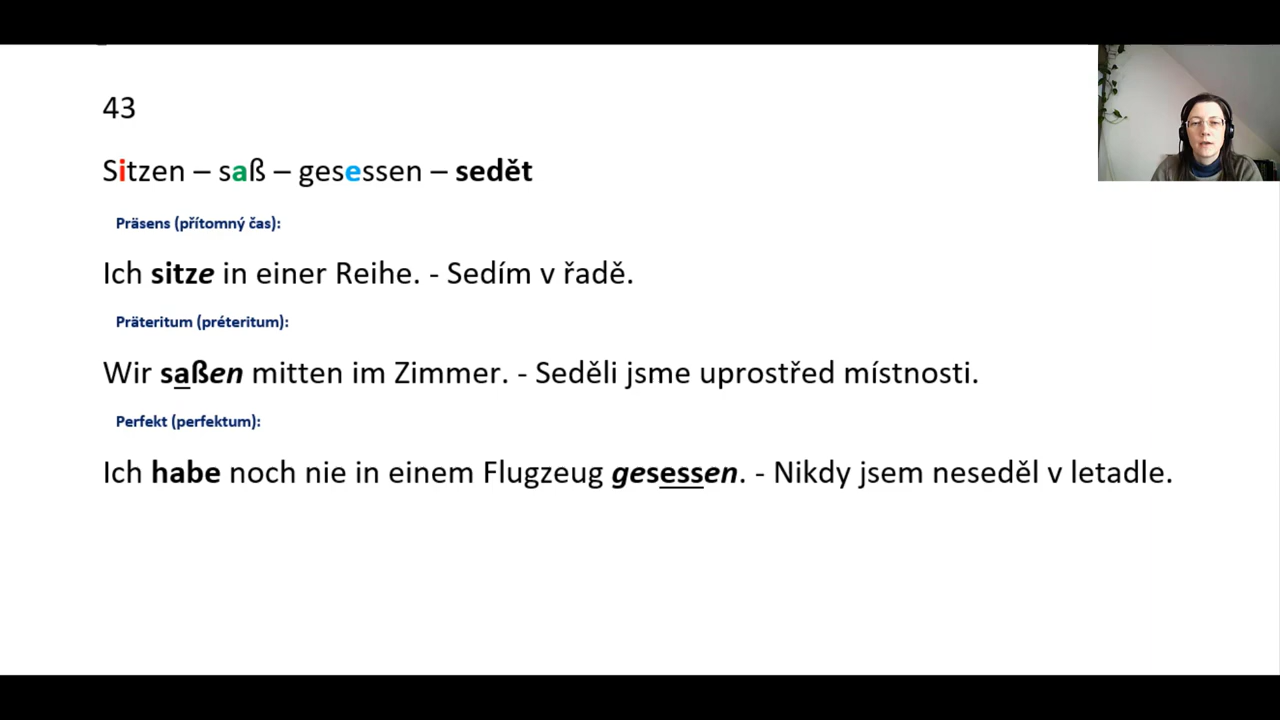 43
Sitzen – saß – gesessen – sedět
Präsens (přítomný čas):
Ich sitze in einer Reihe. - Sedím v řadě.
Präteritum (préteritum):
Wir saßen mitten im Zimmer. - Seděli jsme uprostřed místnosti.
Perfekt (perfektum):
Ich habe noch nie in einem Flugzeug gesessen. - Nikdy jsem neseděl v letadle.